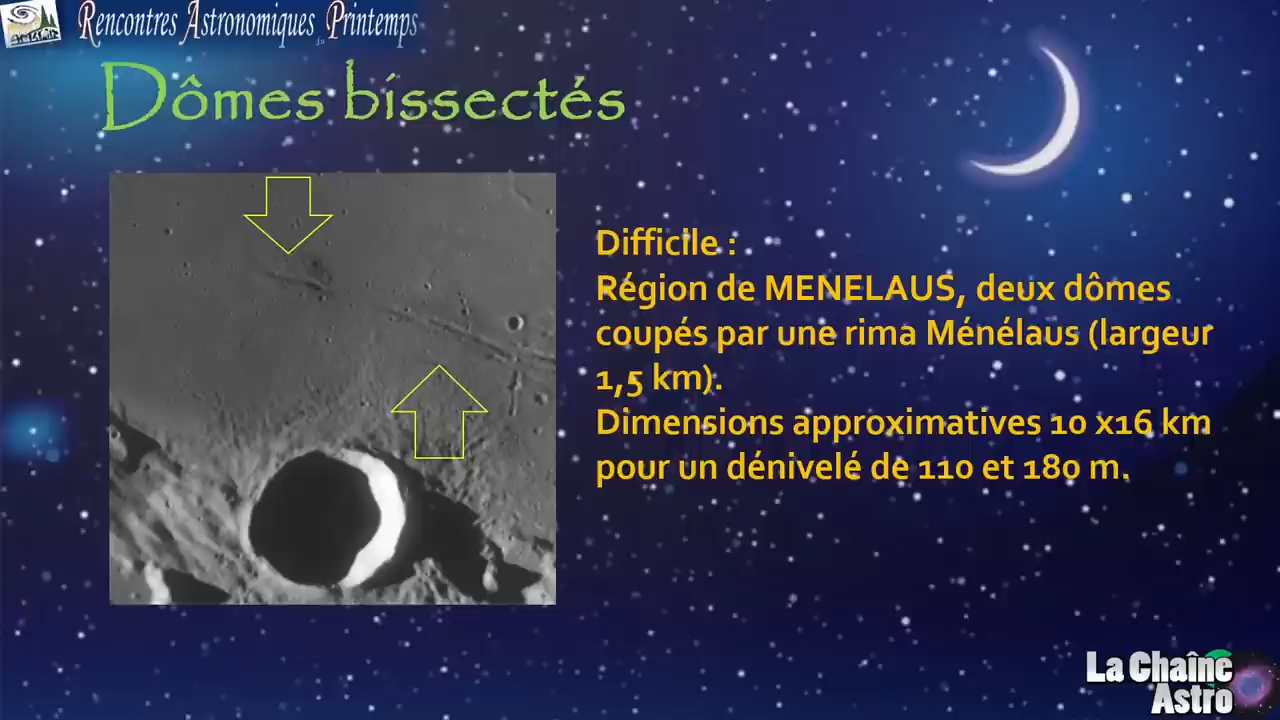 Rencontres Astronomiques du Printemps
Dômes bissectés
Difficile :
Région de MENELAUS, deux dômes
coupés par une rima Ménélaus (largeur
1,5 km).
Dimensions approximatives 10 x16 km
pour un dénivelé de 110 et 180 m.
La Chaîne
Astro